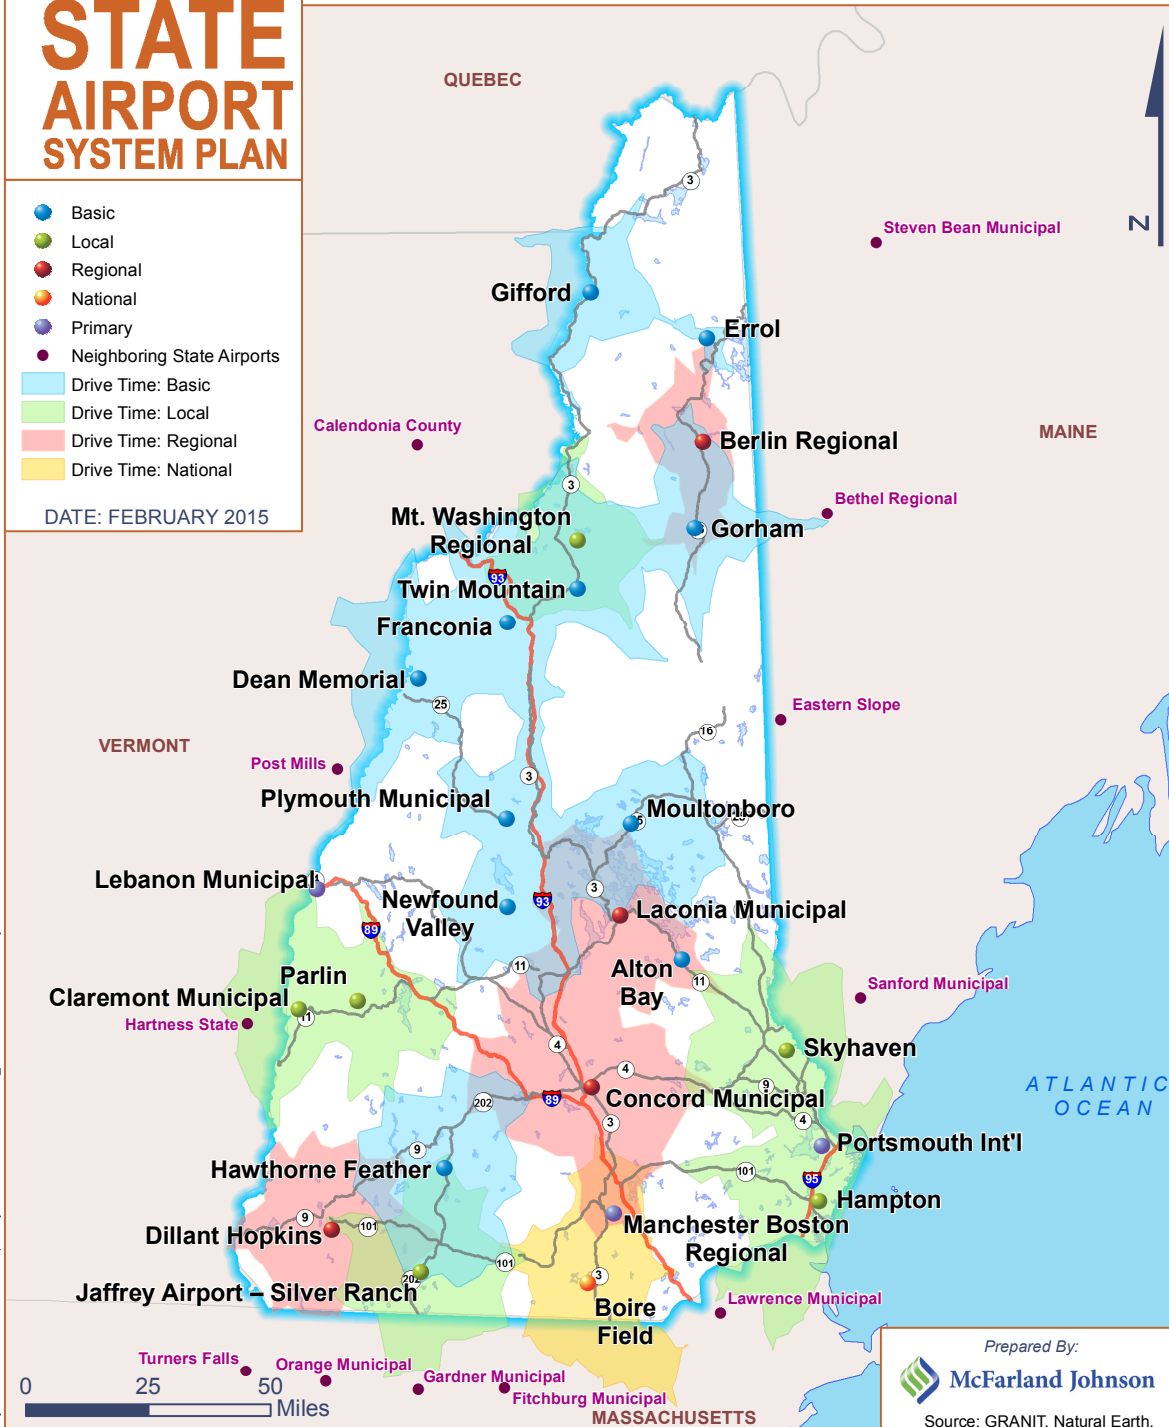 STATE
AIRPORT
SYSTEM PLAN
Basic
Local
Regional
National
Primary
Neighboring State Airports
Drive Time: Basic
Drive Time: Local
Drive Time: Regional
Drive Time: National
DATE: FEBRUARY 2015
QUEBEC
N
3
Steven Bean Municipal
Gifford
Errol
Calendonia County
Berlin Regional
MAINE
3
Bethel Regional
Mt. Washington
Regional
Gorham
93
Twin Mountain
Franconia
Dean Memorial
25
Eastern Slope
16
VERMONT
Post Mills
3
Plymouth Municipal
Moultonboro
Lebanon Municipal
3
Newfound
Valley
93
Laconia Municipal
89
11
Alton
Bay
Parlin
11
Sanford Municipal
Claremont Municipal
11
Hartness State
4
Skyhaven
4
9
ATLANTIC
OCEAN
89
Concord Municipal
202
3
4
Portsmouth Int'l
9
Hawthorne Feather
101
95
Hampton
9
101
Dillant Hopkins
Manchester Boston
Regional
101
202
3
Jaffrey Airport – Silver Ranch
Boire
Field
Lawrence Municipal
Turners Falls
Orange Municipal
Gardner Municipal
Fitchburg Municipal
MASSACHUSETTS
0 25 50
Miles
Prepared By:
McFarland Johnson
Source: GRANIT, Natural Earth,